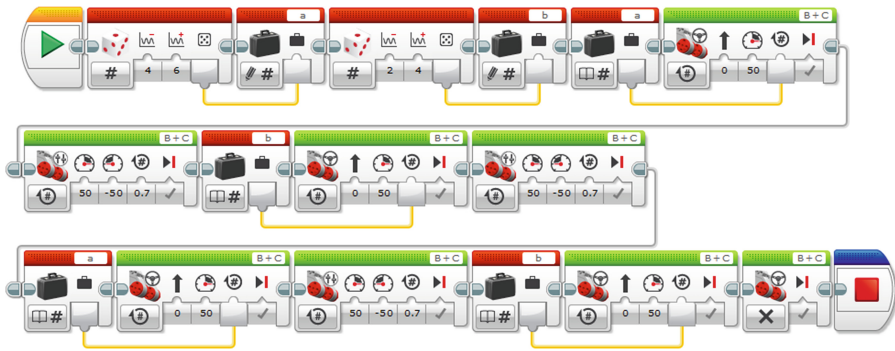 a b a B+C
# 4 6 # # 2 4 # # 0 50 #
B+C b B+C B+C
# 50 -50 0.7 # # 0 50 # 50 -50 0.7
a B+C B+C b B+C B+C
# # 0 50 # 50 -50 0.7 # # 0 50